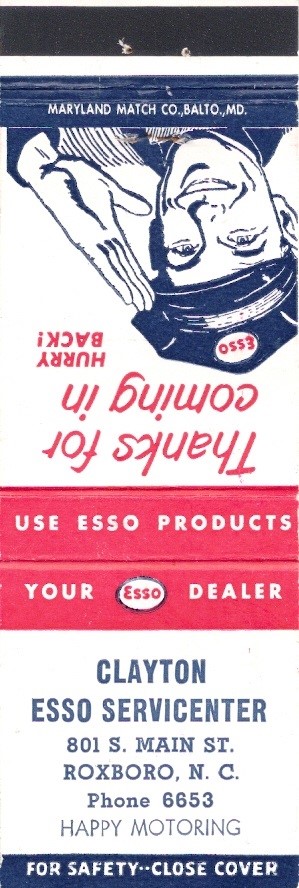 MARYLAND MATCH CO.,BALTO.,MD.
Esso
Thanks for
coming in
HURRY
BACK!
USE ESSO PRODUCTS
YOUR Esso DEALER
CLAYTON
ESSO SERVICENTER
801 S. MAIN ST.
ROXBORO, N. C.
Phone 6653
HAPPY MOTORING
FOR SAFETY--CLOSE COVER